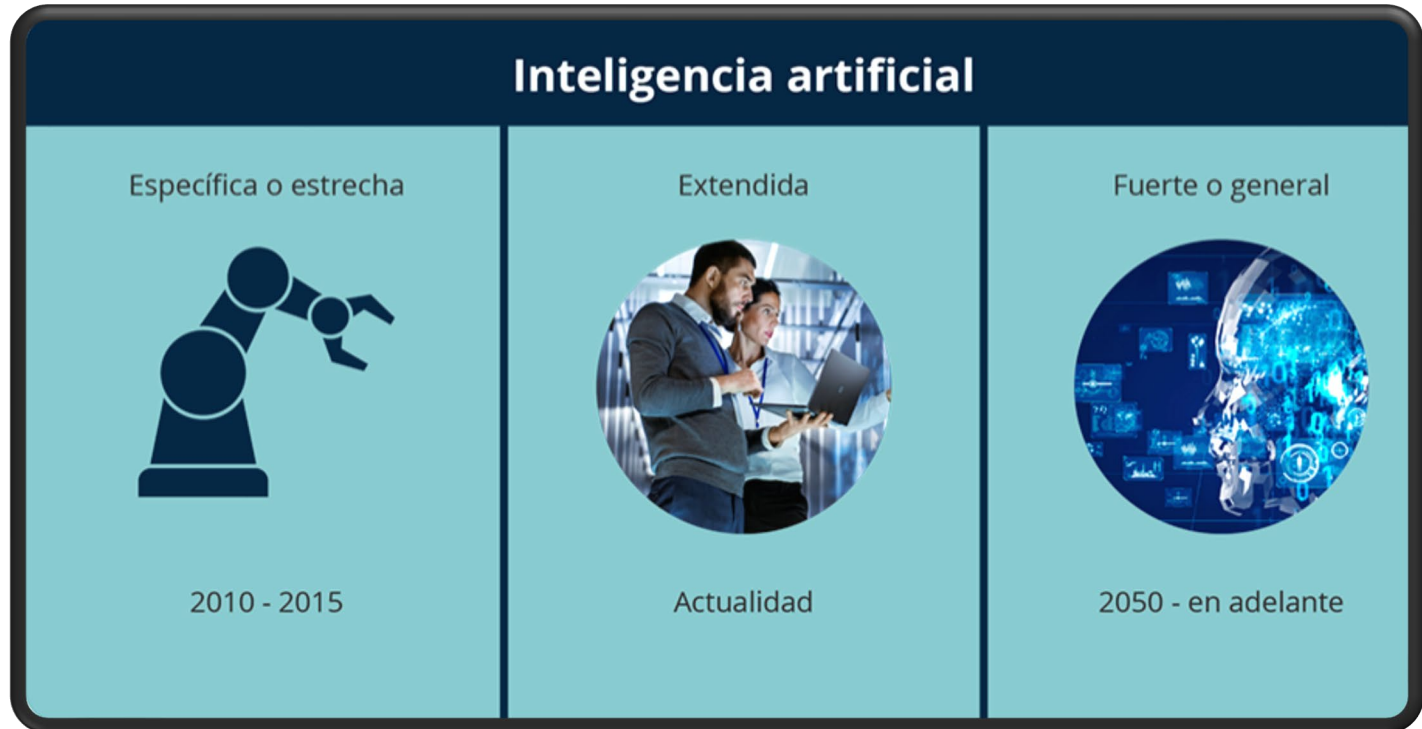 Inteligencia artificial
Específica o estrecha
2010 - 2015
Extendida
Actualidad
Fuerte o general
2050 - en adelante